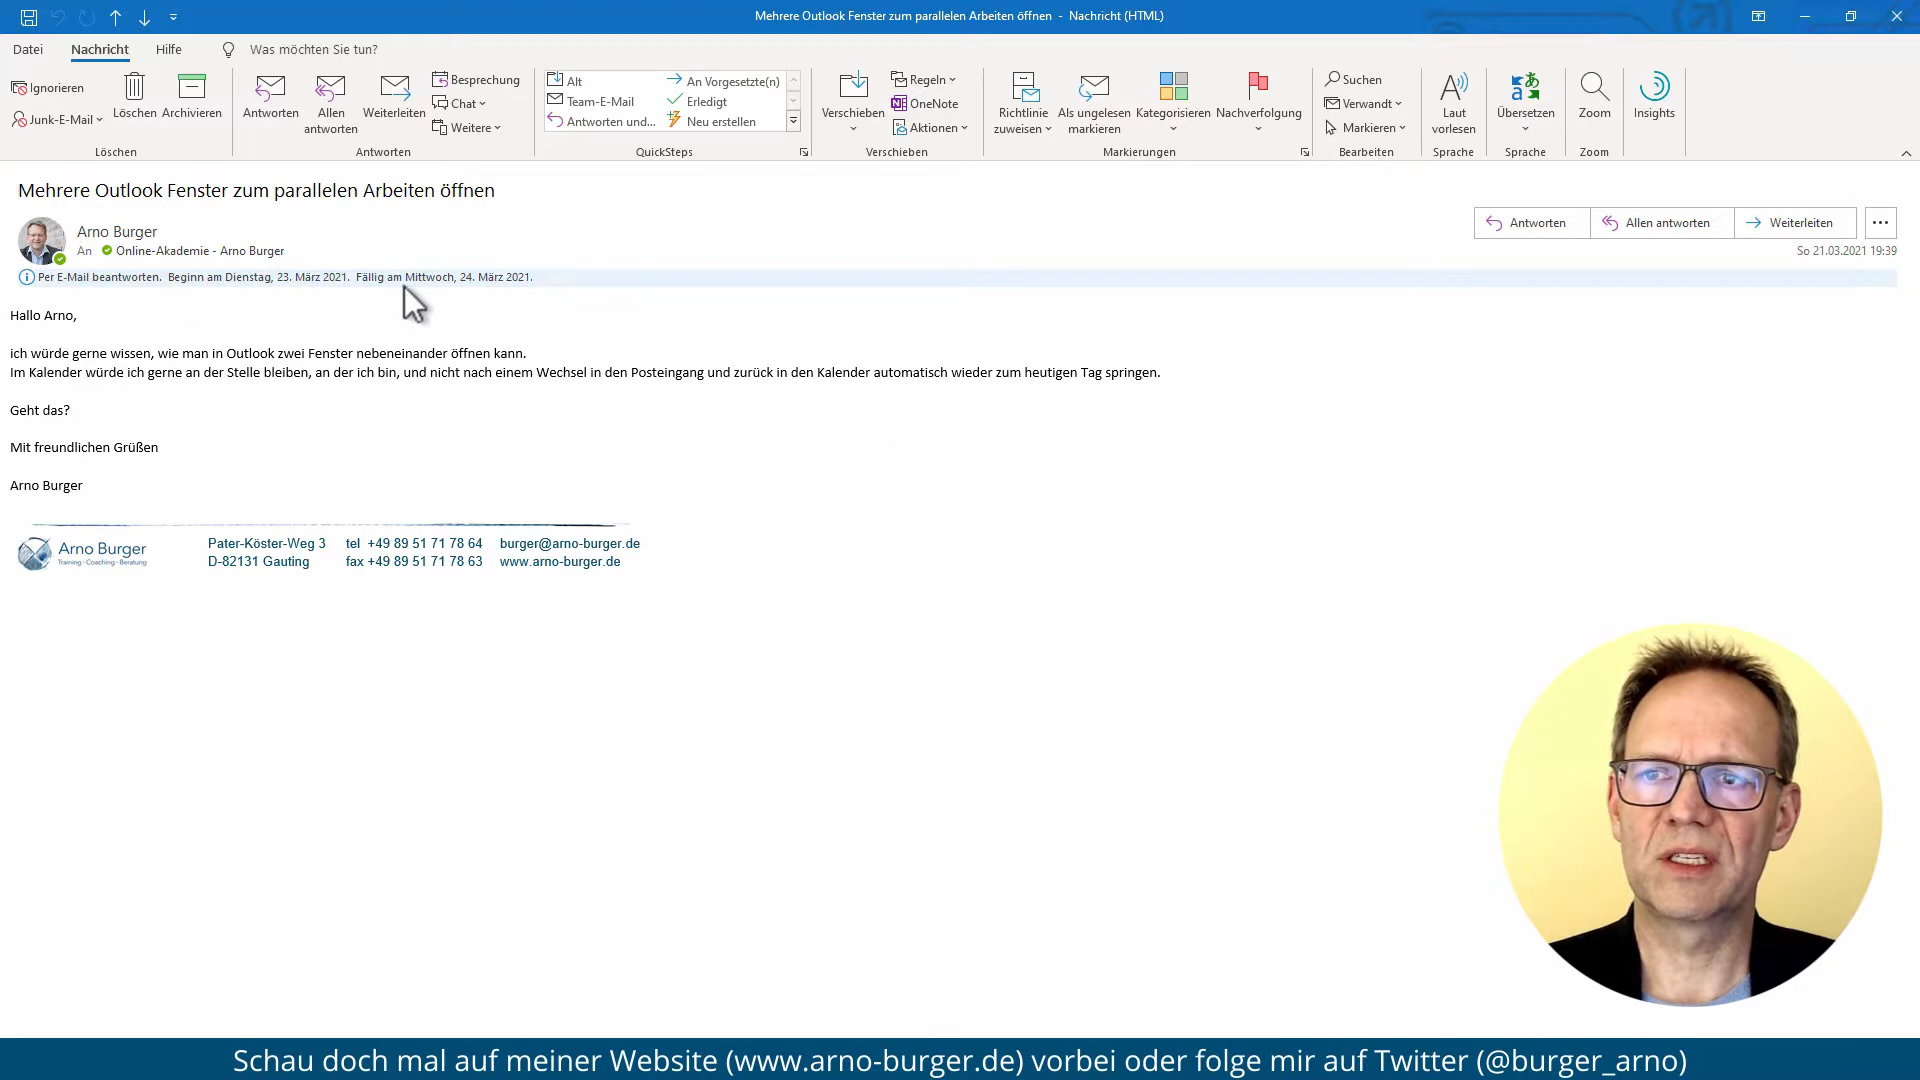 Mehrere Outlook Fenster zum parallelen Arbeiten öffnen - Nachricht (HTML)
Datei Nachricht Hilfe Was möchten Sie tun?
Ignorieren
Junk-E-Mail
Löschen
Archivieren
Löschen
Antworten
Allen antworten
Weiterleiten
Besprechung
Chat
Weitere
Antworten
Alt
Team-E-Mail
Antworten und...
An Vorgesetzte(n)
Erledigt
Neu erstellen
QuickSteps
Verschieben
Regeln
OneNote
Aktionen
Verschieben
Richtlinie zuweisen
Als ungelesen markieren
Kategorisieren
Nachverfolgung
Markierungen
Suchen
Verwandt
Markieren
Bearbeiten
Laut vorlesen
Sprache
Übersetzen
Sprache
Zoom
Zoom
Insights
Mehrere Outlook Fenster zum parallelen Arbeiten öffnen
Arno Burger
An Online-Akademie - Arno Burger
Antworten
Allen antworten
Weiterleiten
So 21.03.2021 19:39
Per E-Mail beantworten. Beginn am Dienstag, 23. März 2021. Fällig am Mittwoch, 24. März 2021.
Hallo Arno,
ich würde gerne wissen, wie man in Outlook zwei Fenster nebeneinander öffnen kann.
Im Kalender würde ich gerne an der Stelle bleiben, an der ich bin, und nicht nach einem Wechsel in den Posteingang und zurück in den Kalender automatisch wieder zum heutigen Tag springen.
Geht das?
Mit freundlichen Grüßen
Arno Burger
Arno Burger
Training · Coaching · Beratung
Pater-Köster-Weg 3 tel +49 89 51 71 78 64 burger@arno-burger.de
D-82131 Gauting fax +49 89 51 71 78 63 www.arno-burger.de
Schau doch mal auf meiner Website (www.arno-burger.de) vorbei oder folge mir auf Twitter (@burger_arno)